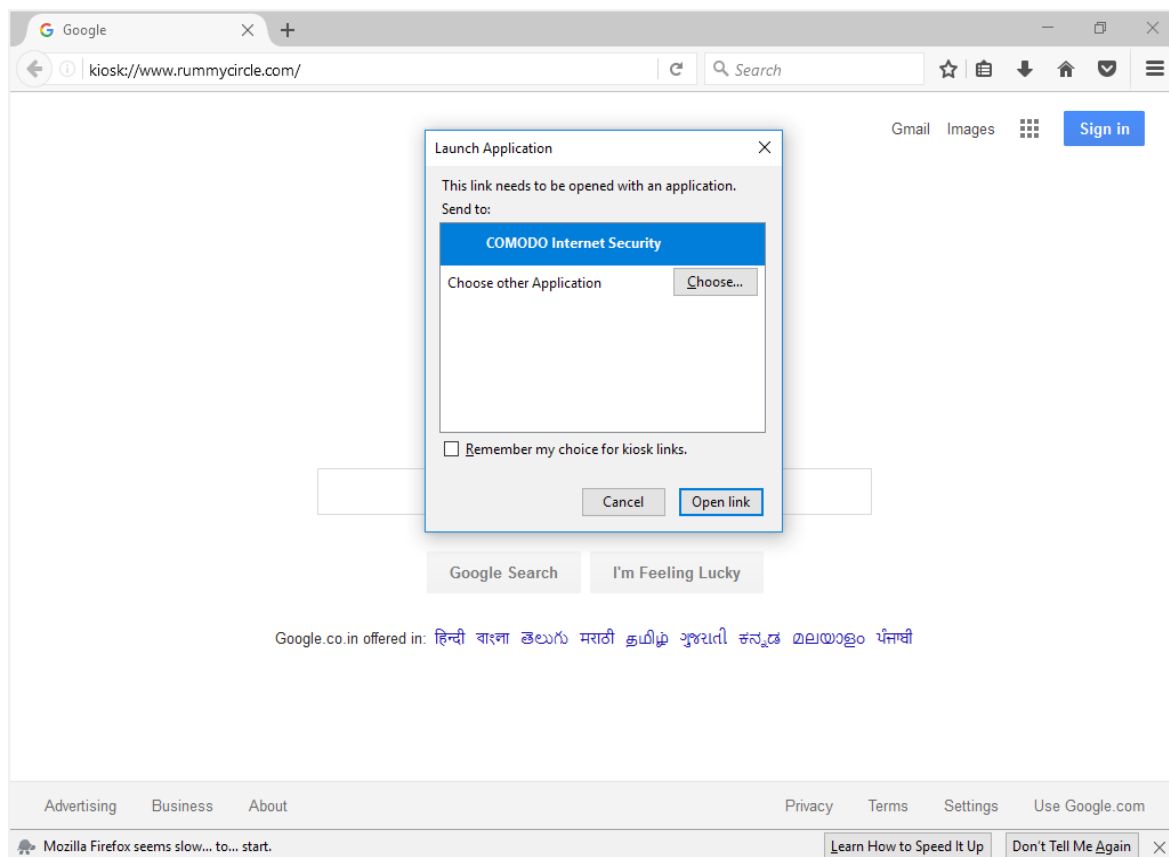 Google
kiosk://www.rummycircle.com/
Search
Gmail Images Sign in
Launch Application
This link needs to be opened with an application.
Send to:
COMODO Internet Security
Choose other Application Choose...
Remember my choice for kiosk links.
Cancel Open link
Google Search I'm Feeling Lucky
Google.co.in offered in: हिन्दी বাংলা తెలుగు मराठी தமிழ் ગુજરાતી ಕನ್ನಡ മലയാളം ਪੰਜਾਬੀ
Advertising Business About Privacy Terms Settings Use Google.com
Mozilla Firefox seems slow... to... start. Learn How to Speed It Up Don't Tell Me Again